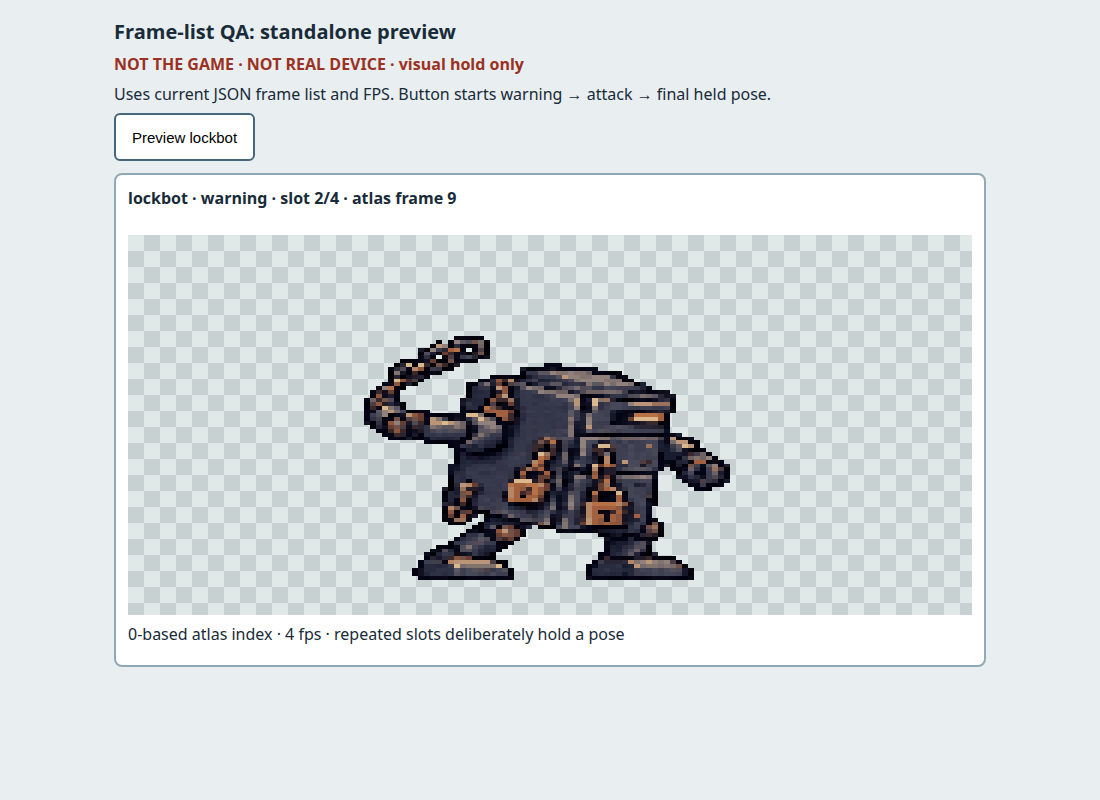 Frame-list QA: standalone preview
NOT THE GAME · NOT REAL DEVICE · visual hold only
Uses current JSON frame list and FPS. Button starts warning → attack → final held pose.
Preview lockbot
lockbot · warning · slot 2/4 · atlas frame 9
0-based atlas index · 4 fps · repeated slots deliberately hold a pose